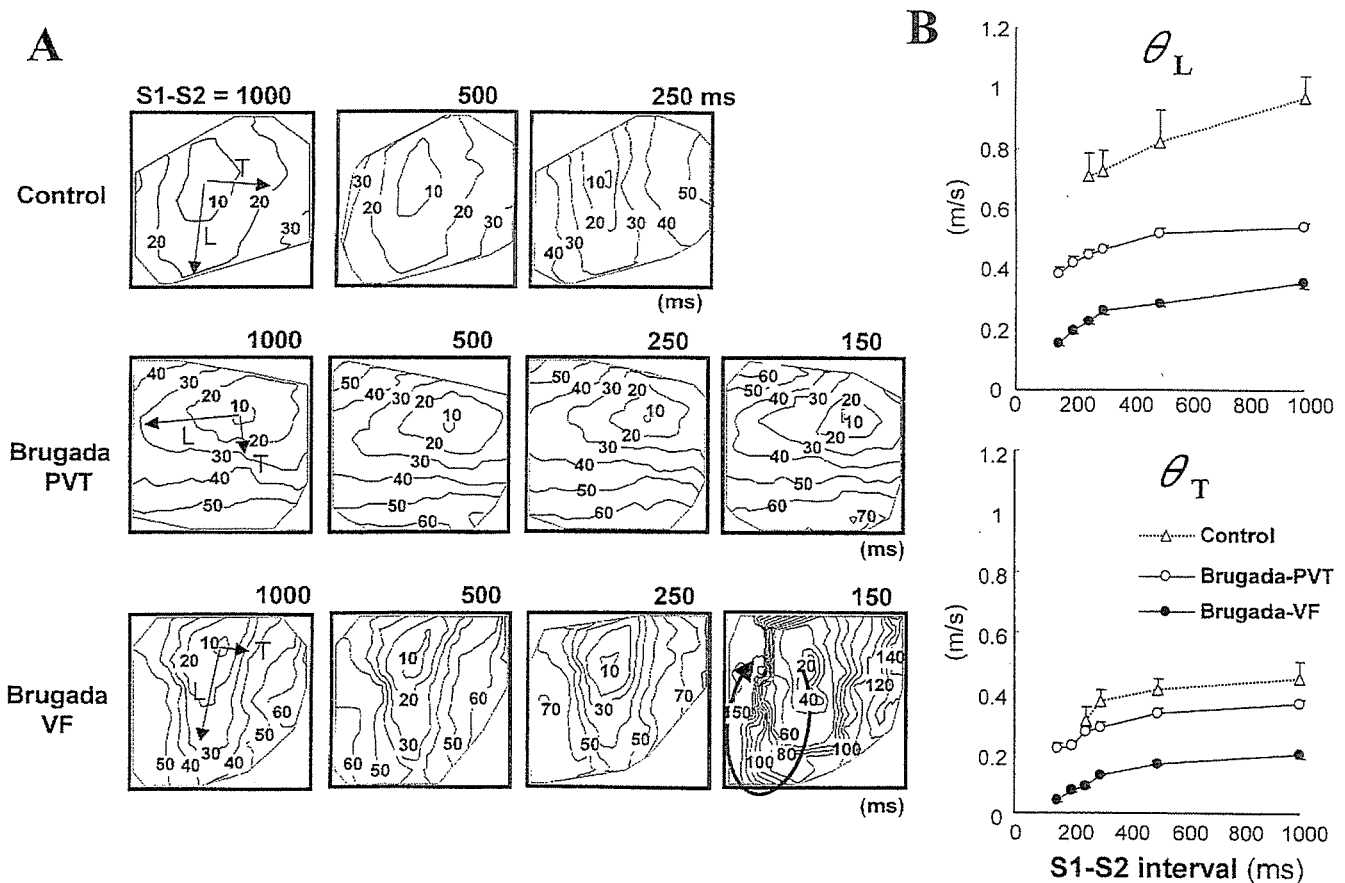 A
S1-S2 = 1000 500 250 ms
Control
T
L
10 20 20 30
30 10 20 20 30
10 20 30 30 40 40 50
(ms)
1000 500 250 150
Brugada
PVT
40 30 20 10 L 20 30 T 40 50
50 40 30 20 10 20 30 40 50 60
50 40 30 20 10 20 30 40 50 60
60 50 40 30 20 10 20 30 40 50 60 70
(ms)
1000 500 250 150
Brugada
VF
10 T 20 L 60 50 30 40 50
10 20 60 30 50 50 60
10 70 30 70 50 50
20 140 120 40 150 60 80 100 100
(ms)
B
θL
1.2
1
0.8
0.6
0.4
0.2
0
(m/s)
0 200 400 600 800 1000
θT
1.2
1
0.8
0.6
0.4
0.2
0
(m/s)
Control
Brugada-PVT
Brugada-VF
0 200 400 600 800 1000
S1-S2 interval (ms)